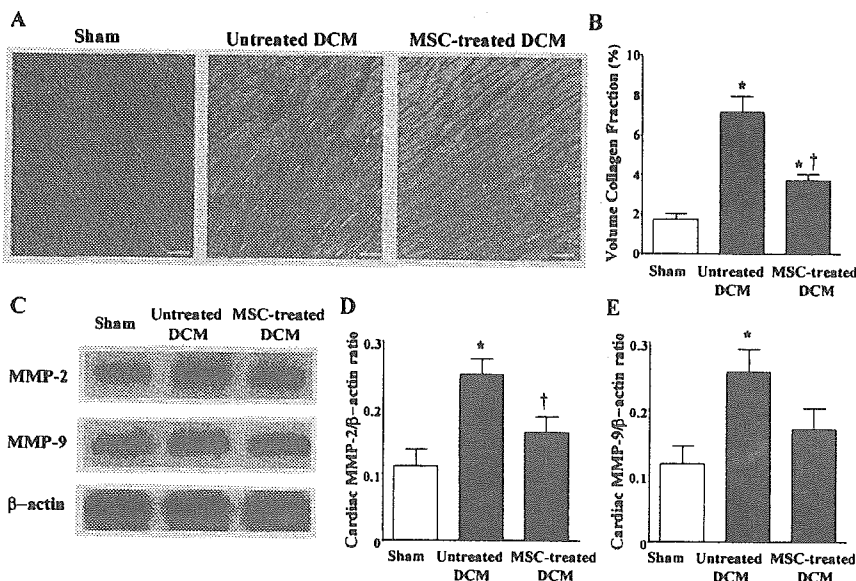 A
Sham
Untreated DCM
MSC-treated DCM
B
Volume Collagen Fraction (%)
10
8
6
4
2
0
*
* †
Sham
Untreated
DCM
MSC-treated DCM
C
Sham
Untreated
DCM
MSC-treated
DCM
MMP-2
MMP-9
β-actin
D
Cardiac MMP-2/β-actin ratio
0.3
0.2
0.1
0
*
†
Sham
Untreated
DCM
MSC-treated DCM
E
Cardiac MMP-9/β-actin ratio
0.3
0.2
0.1
0
*
Sham
Untreated
DCM
MSC-treated DCM